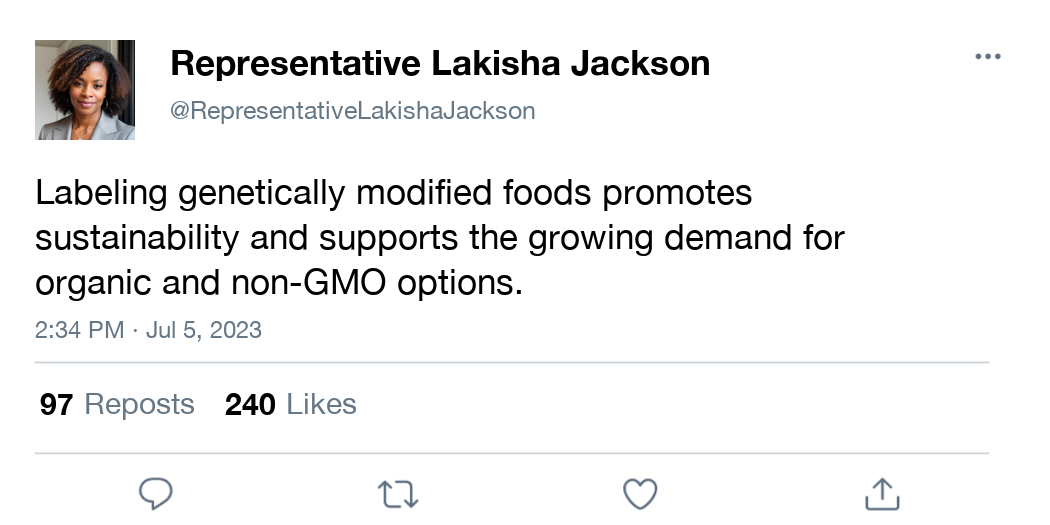 Representative Lakisha Jackson
@RepresentativeLakishaJackson
Labeling genetically modified foods promotes
sustainability and supports the growing demand for
organic and non-GMO options.
2:34 PM · Jul 5, 2023
97 Reposts 240 Likes